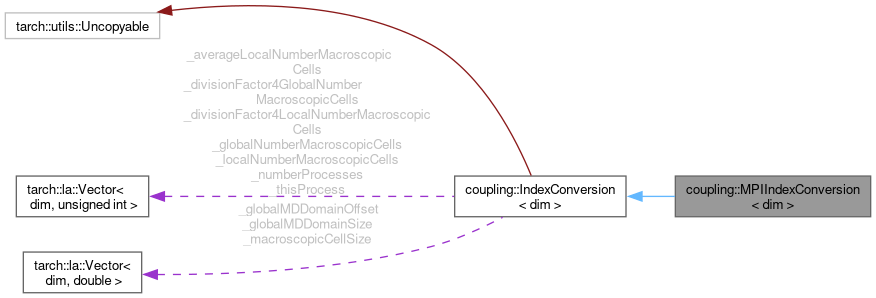 tarch::utils::Uncopyable
_averageLocalNumberMacroscopic
Cells
_divisionFactor4GlobalNumber
MacroscopicCells
_divisionFactor4LocalNumberMacroscopic
Cells
_globalNumberMacroscopicCells
_localNumberMacroscopicCells
_numberProcesses
thisProcess
tarch::la::Vector<
dim, unsigned int >
coupling::IndexConversion
< dim >
coupling::MPIIndexConversion
< dim >
_globalMDDomainOffset
_globalMDDomainSize
_macroscopicCellSize
tarch::la::Vector<
dim, double >